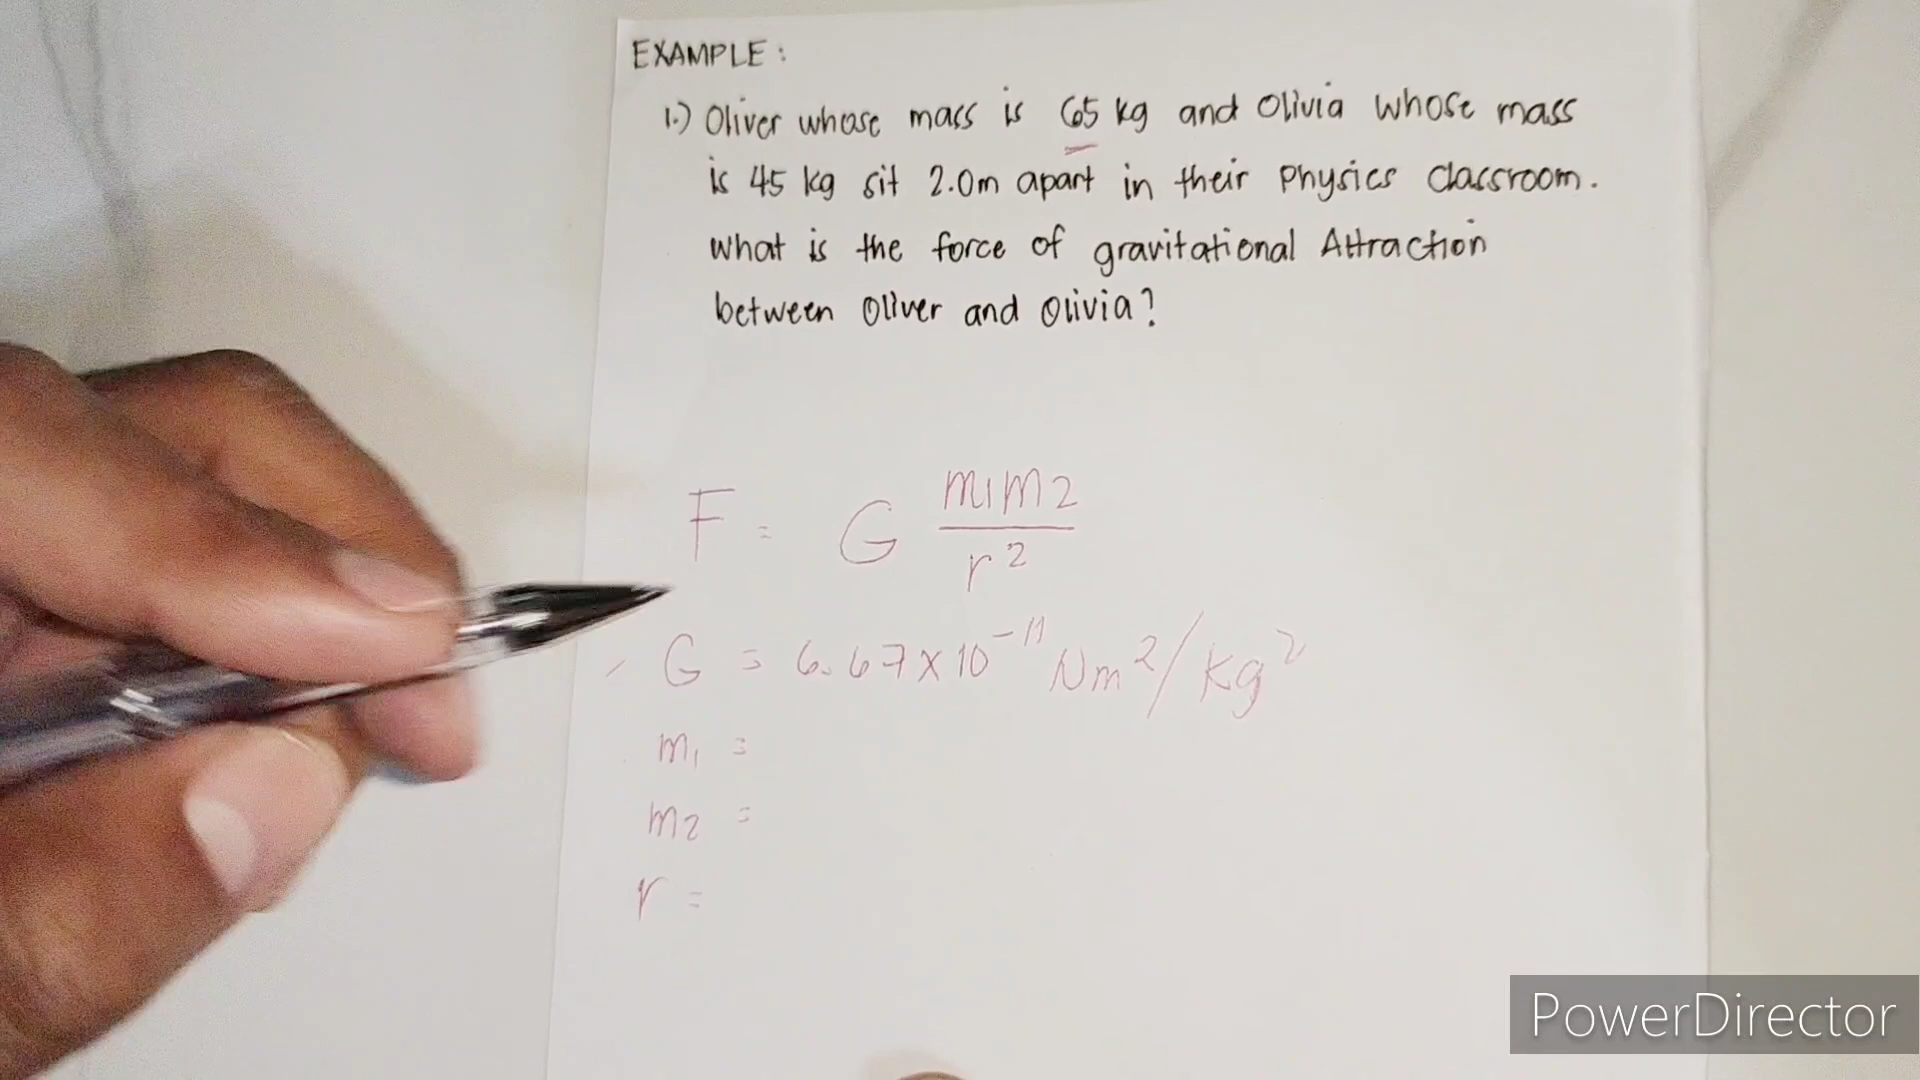 EXAMPLE:
1.) Oliver whose mass is 65 kg and Olivia whose mass
is 45 kg sit 2.0m apart in their Physics Classroom.
What is the force of gravitational Attraction
between Oliver and Olivia?
F = G m1m2/r²
G = 6.67x10⁻¹¹ Nm²/kg²
m₁ =
m₂ =
r =
PowerDirector